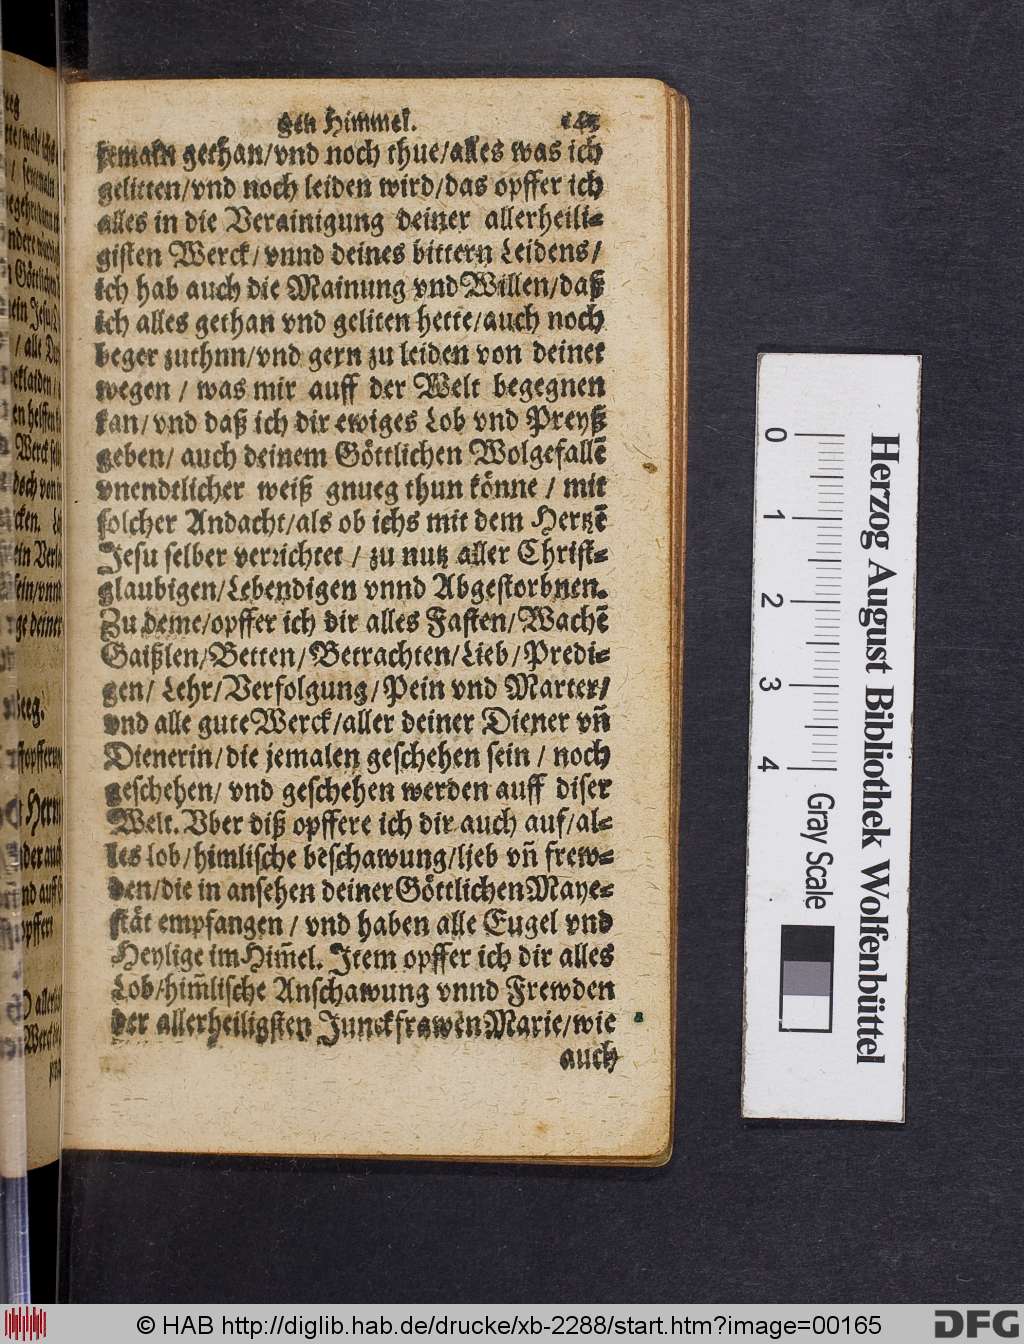 gen Himmel.
jemaln gethan/vnd noch thue/alles was ich
gelitten/vnd noch leiden wird/das opffer ich
alles in die Verainigung deiner allerheili-
gisten Werck/vnnd deines bittern Leidens/
ich hab auch die Mainung vnd Willen/daß
ich alles gethan vnd geliten hette/auch noch
beger zuthnn/vnd gern zu leiden von deinet
wegen / was mir auff der Welt begegnen
kan/vnd daß ich dir ewiges Lob vnd Preyß
geben/ auch deinem Göttlichen Wolgefallē
vnendtlicher weiß gnueg thun könne / mit
solcher Andacht/als ob ichs mit dem Hertzē
Jesu selber verrichtet / zu nutz aller Christ-
glaubigen/Lebendigen vnnd Abgestorbnen.
Zu deme/opffer ich dir alles Fasten/Wachē
Gaißlen/Betten/Betrachten/Lieb/Predi-
gen/ Lehr/Verfolgung/Pein vnd Marter/
vnd alle gute Werck/aller deiner Diener vñ
Dienerin/die jemalen geschehen sein / noch
geschehen/ vnd geschehen werden auff diser
Welt. Vber diß opffere ich dir auch auf/al-
les lob/himlische beschawung/lieb vñ frew-
den/die in ansehen deiner Göttlichen Maye-
stät empfangen / vnd haben alle Eugel vnd
Heylige im Him̃el. Item opffer ich dir alles
Lob/him̃lische Anschawung vnnd Frewden
der allerheiligsten Junckfrawen Marie/wie
auch
Herzog August Bibliothek Wolfenbüttel
0 1 2 3 4
Gray Scale
© HAB http://diglib.hab.de/drucke/xb-2288/start.htm?image=00165
DFG